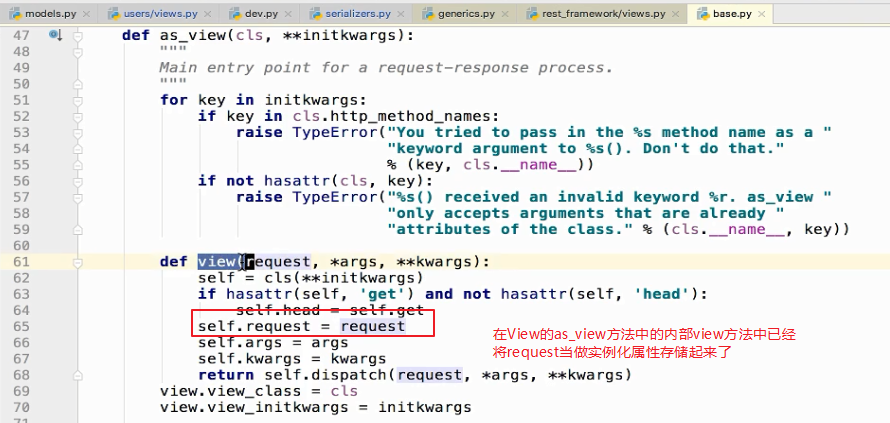 models.py users/views.py dev.py serializers.py generics.py rest_framework/views.py base.py
47 def as_view(cls, **initkwargs):
48 """
49 Main entry point for a request-response process.
50 """
51 for key in initkwargs:
52 if key in cls.http_method_names:
53 raise TypeError("You tried to pass in the %s method name as a "
54 "keyword argument to %s(). Don't do that."
55 % (key, cls.__name__))
56 if not hasattr(cls, key):
57 raise TypeError("%s() received an invalid keyword %r. as_view "
58 "only accepts arguments that are already "
59 "attributes of the class." % (cls.__name__, key))
60
61 def view(request, *args, **kwargs):
62 self = cls(**initkwargs)
63 if hasattr(self, 'get') and not hasattr(self, 'head'):
64 self.head = self.get
65 self.request = request
66 self.args = args
67 self.kwargs = kwargs
68 return self.dispatch(request, *args, **kwargs)
69 view.view_class = cls
70 view.view_initkwargs = initkwargs
71
在View的as_view方法中的内部view方法中已经
将request当做实例化属性存储起来了